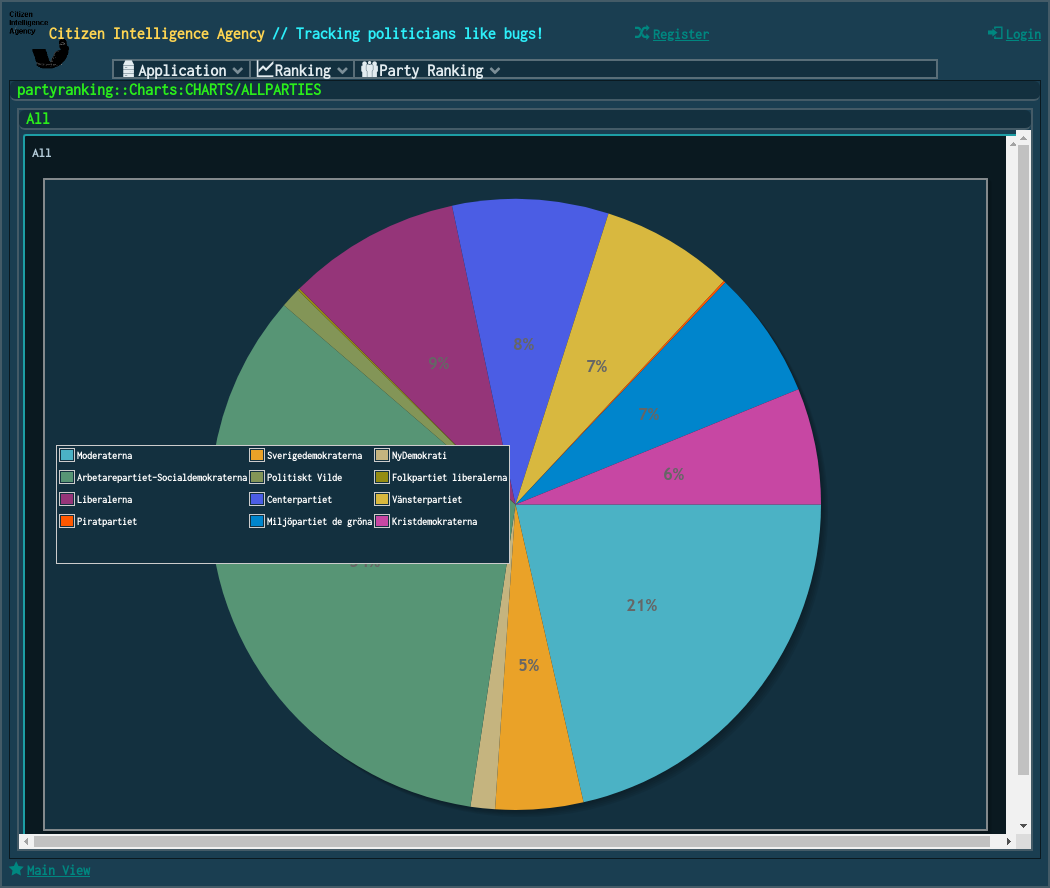 Citizen
Intelligence
Agency
Citizen Intelligence Agency // Tracking politicians like bugs!
Register
Login
Application
Ranking
Party Ranking
partyranking::Charts:CHARTS/ALLPARTIES
All
All
8%
9%
7%
7%
6%
Moderaterna
Sverigedemokraterna
NyDemokrati
Arbetarepartiet-Socialdemokraterna
Politiskt Vilde
Folkpartiet liberalerna
Liberalerna
Centerpartiet
Vänsterpartiet
Piratpartiet
Miljöpartiet de gröna
Kristdemokraterna
21%
5%
Main View